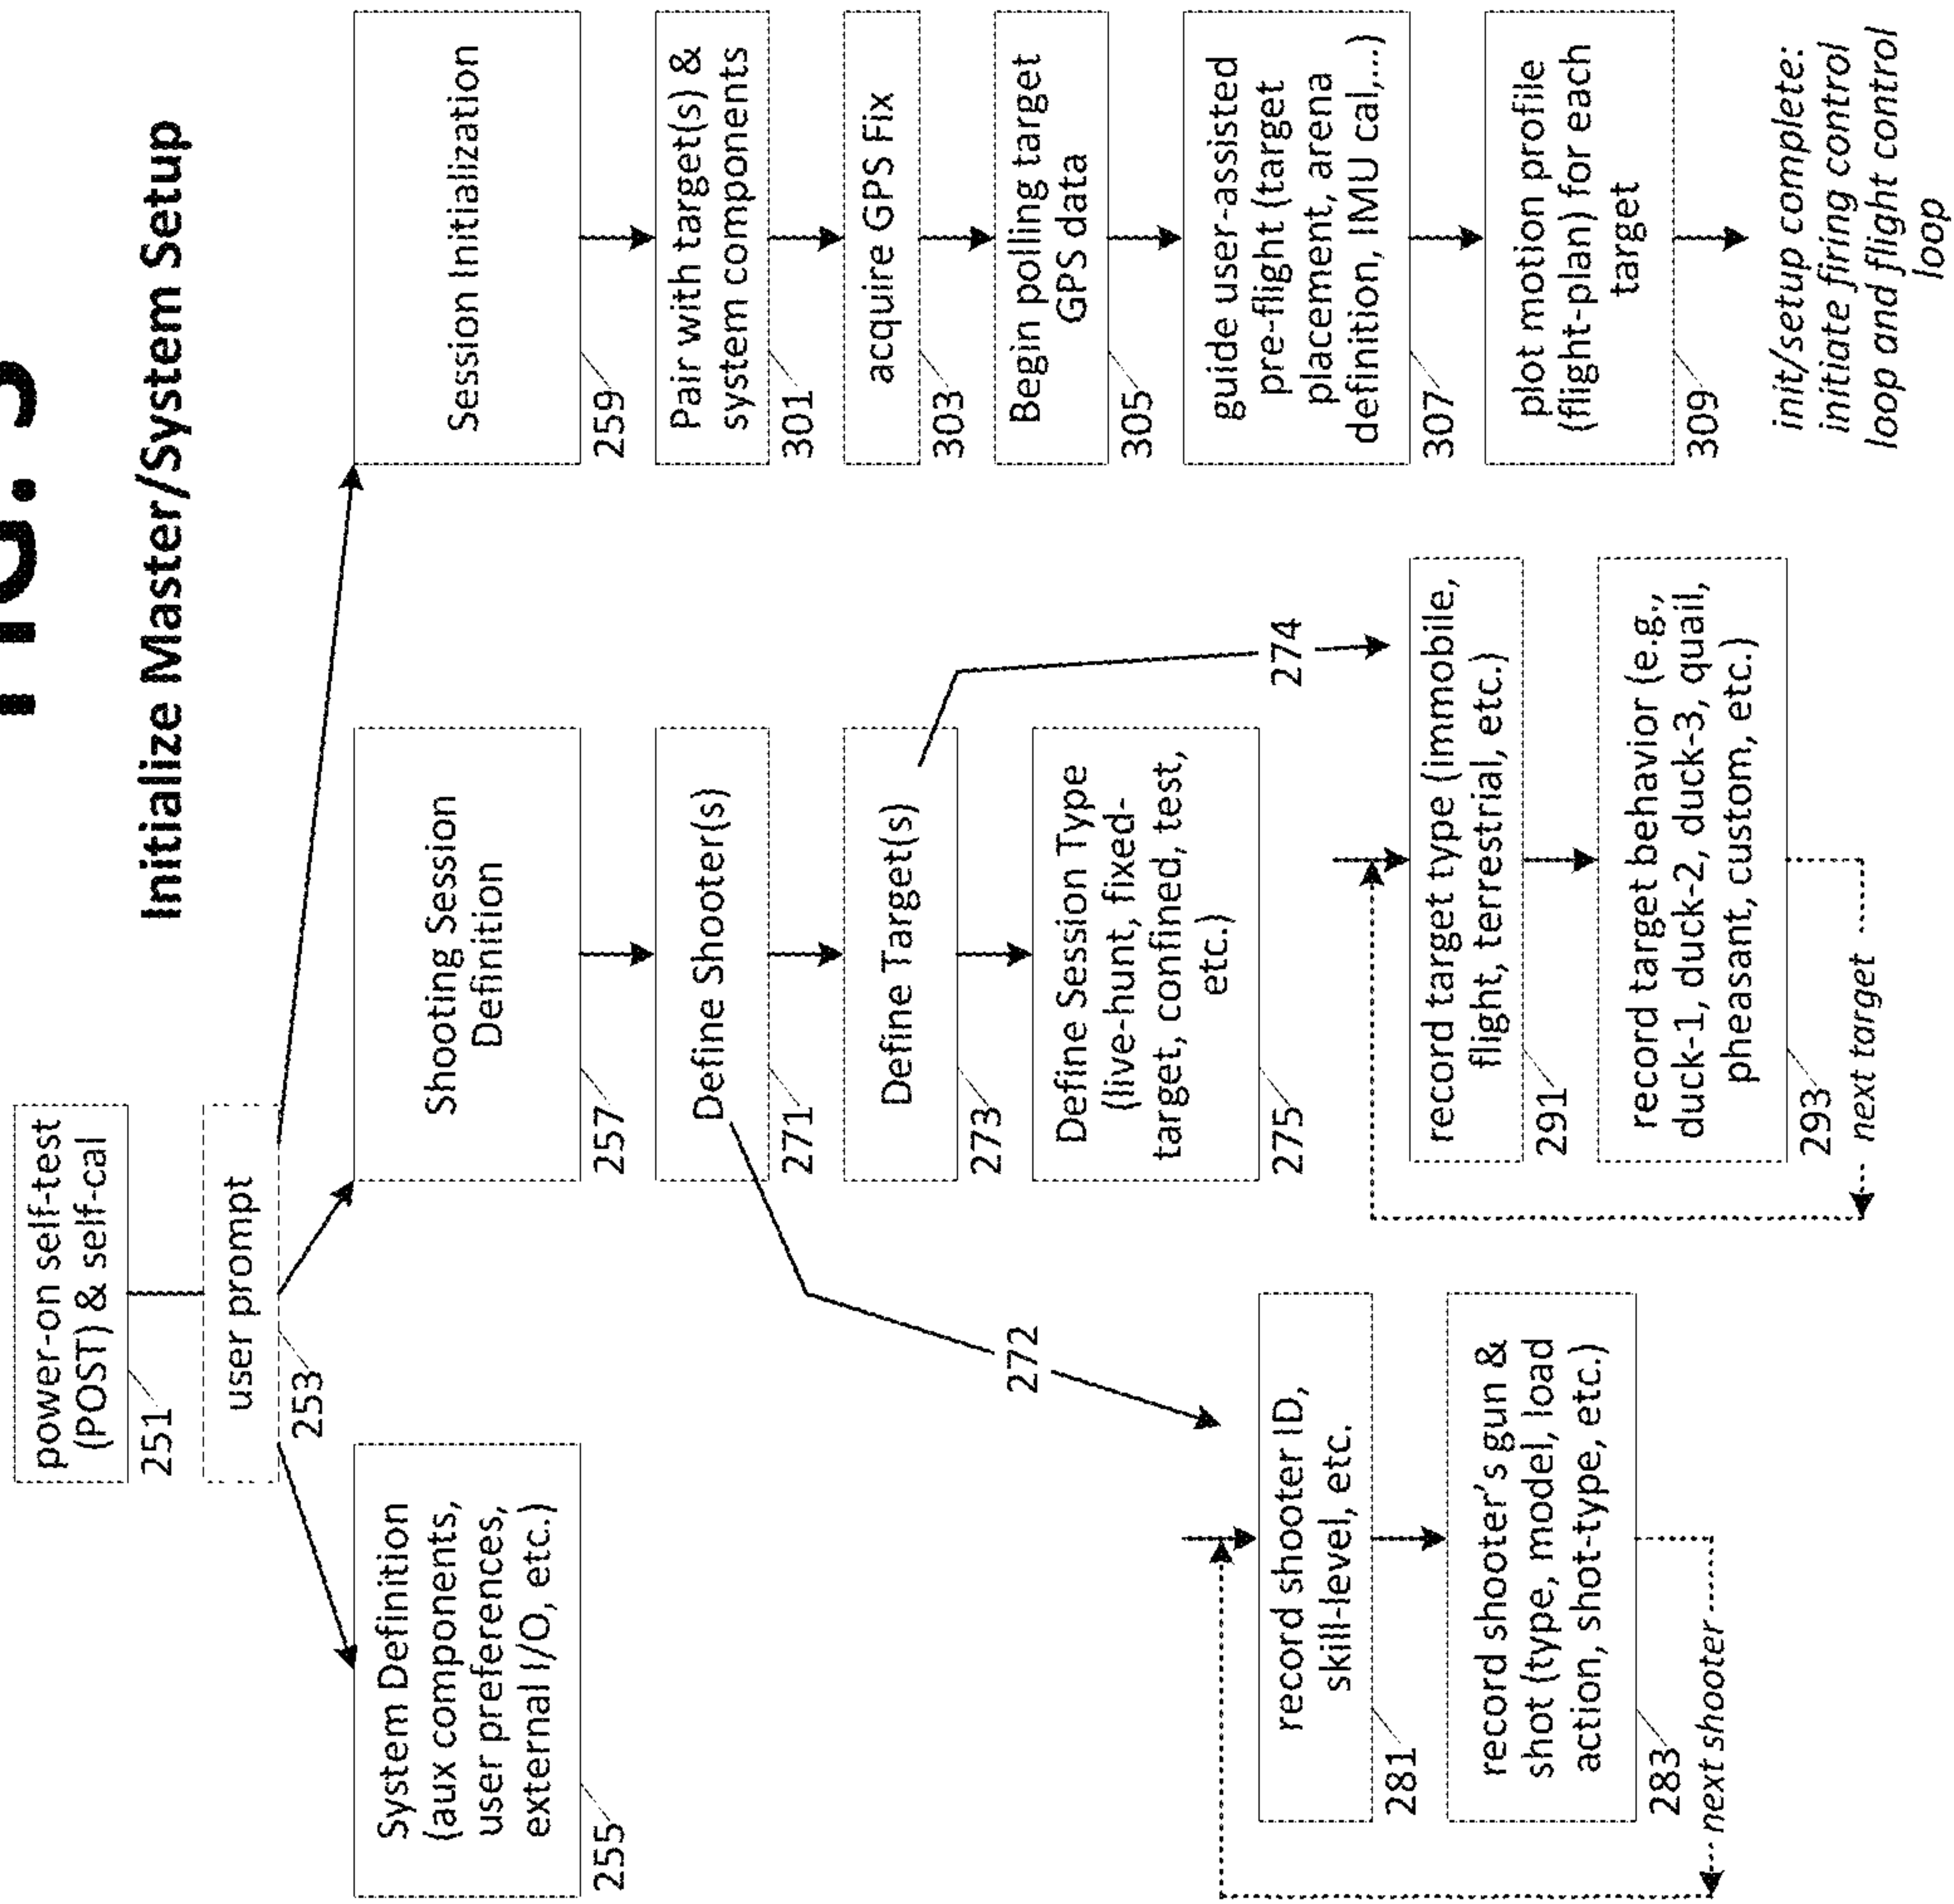 Initialize Master/System Setup
power-on self-test
(POST) & self-cal
251
user prompt
253
System Definition
(aux components,
user preferences,
external I/O, etc.)
255
Shooting Session
Definition
257
Define Shooter(s)
271
Define Target(s)
273
Define Session Type
(live-hunt, fixed-
target, confined, test,
etc.)
275
272
record shooter ID,
skill-level, etc.
281
record shooter's gun &
shot (type, model, load
action, shot-type, etc.)
283
next shooter
274
record target type (immobile,
flight, terrestrial, etc.)
291
record target behavior (e.g.,
duck-1, duck-2, duck-3, quail,
pheasant, custom, etc.)
293
next target
Session Initialization
259
Pair with target(s) &
system components
301
acquire GPS Fix
303
Begin polling target
GPS data
305
guide user-assisted
pre-flight (target
placement, arena
definition, IMU cal,...)
307
plot motion profile
(flight-plan) for each
target
309
init/setup complete:
initiate firing control
loop and flight control
loop